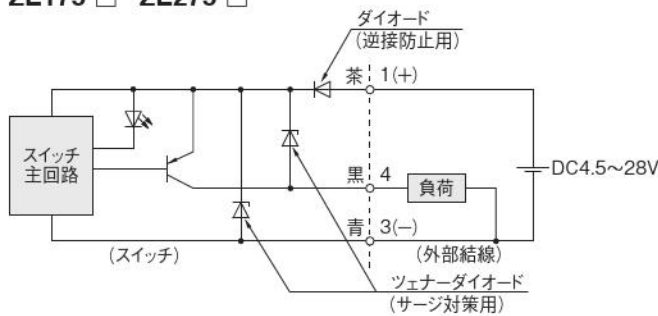 ダイオード
(逆接防止用)
茶 1(+)
スイッチ
主回路
黒 4
負荷
DC4.5～28V
青 3(−)
(スイッチ)
(外部結線)
ツェナーダイオード
(サージ対策用)